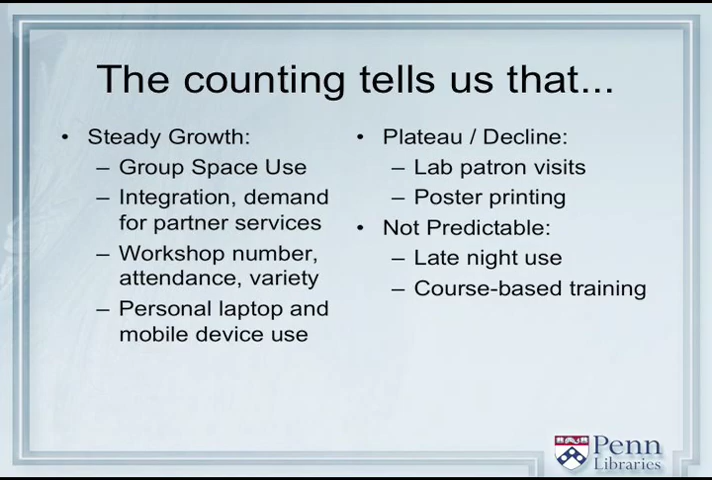 The counting tells us that...
• Steady Growth:
– Group Space Use
– Integration, demand
for partner services
– Workshop number,
attendance, variety
– Personal laptop and
mobile device use
• Plateau / Decline:
– Lab patron visits
– Poster printing
• Not Predictable:
– Late night use
– Course-based training
Penn
Libraries